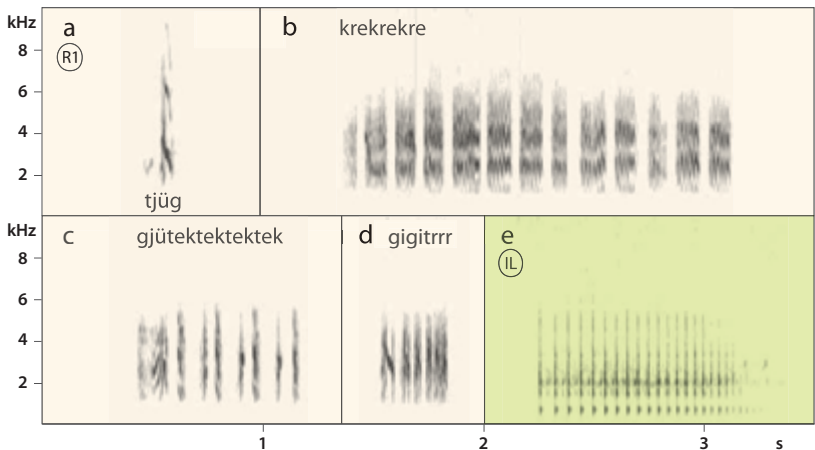 kHz
a
R1
8
6
4
2
tjüg
b
krekrekre
kHz
c
gjütektektektek
8
6
4
2
d
gigitrrr
e
IL
1
2
3
s